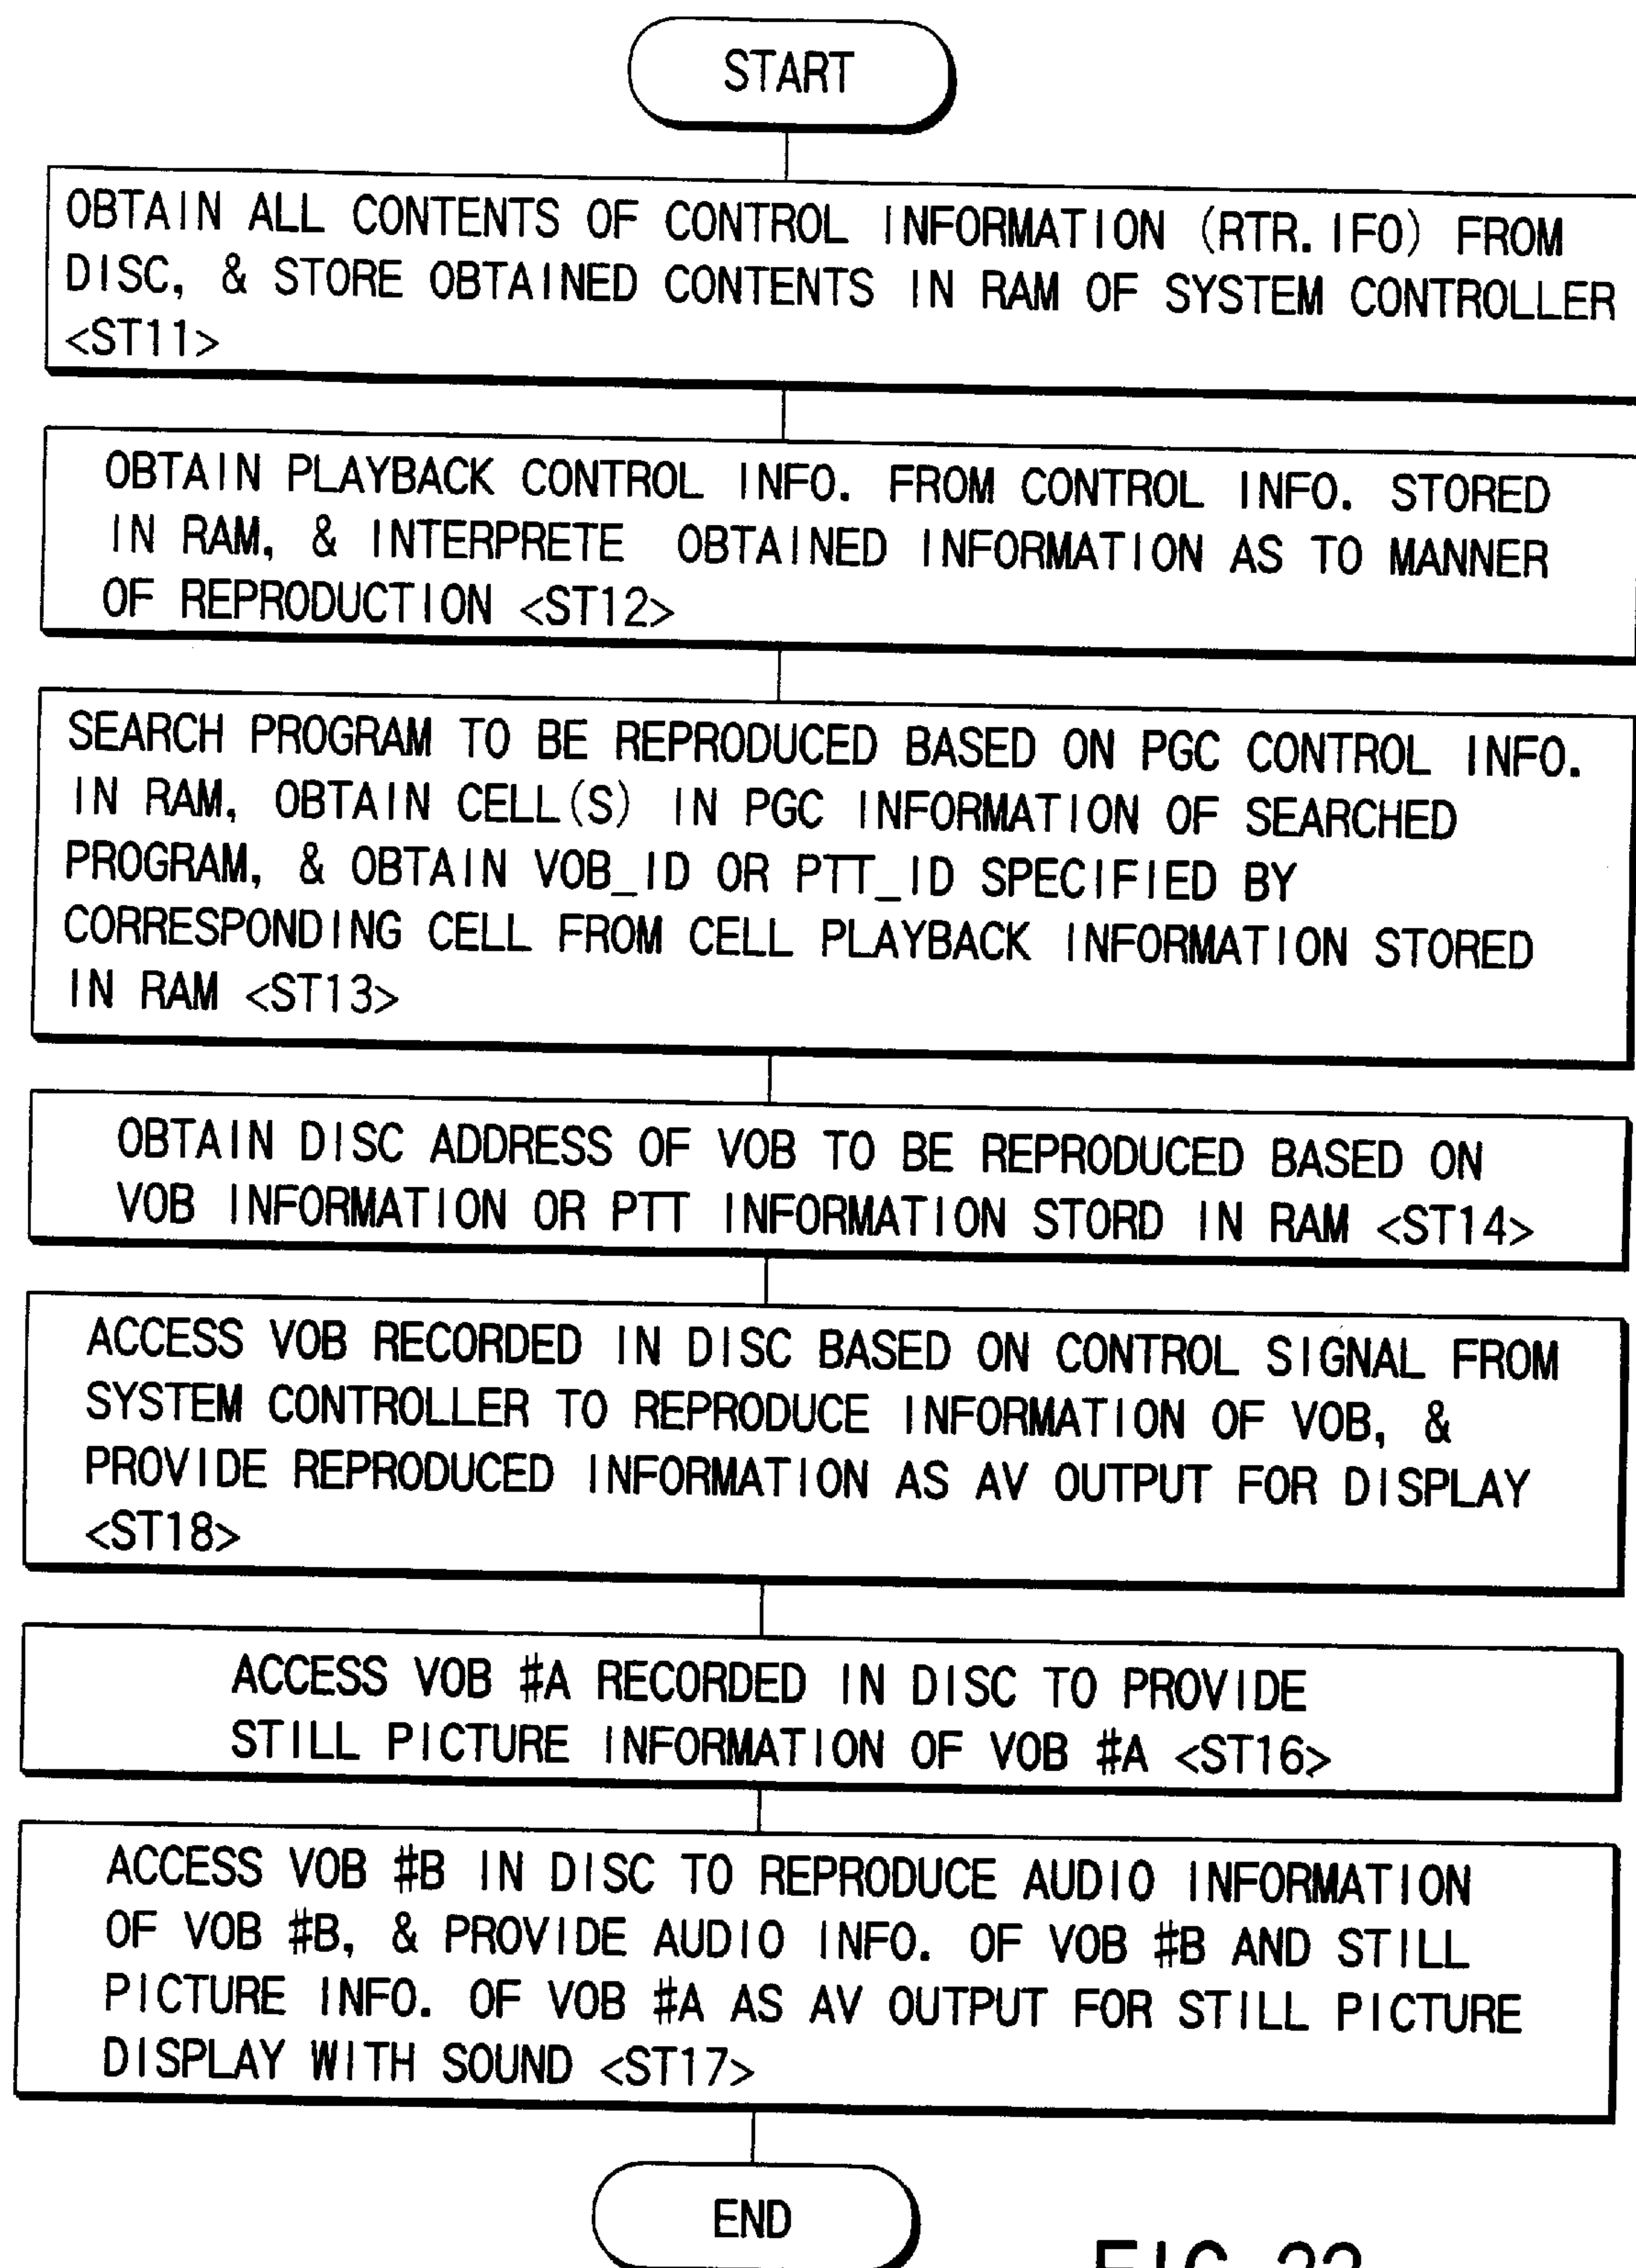 START
OBTAIN ALL CONTENTS OF CONTROL INFORMATION (RTR.IFO) FROM
DISC, & STORE OBTAINED CONTENTS IN RAM OF SYSTEM CONTROLLER
<ST11>
OBTAIN PLAYBACK CONTROL INFO. FROM CONTROL INFO. STORED
IN RAM, & INTERPRETE OBTAINED INFORMATION AS TO MANNER
OF REPRODUCTION <ST12>
SEARCH PROGRAM TO BE REPRODUCED BASED ON PGC CONTROL INFO.
IN RAM, OBTAIN CELL(S) IN PGC INFORMATION OF SEARCHED
PROGRAM, & OBTAIN VOB_ID OR PTT_ID SPECIFIED BY
CORRESPONDING CELL FROM CELL PLAYBACK INFORMATION STORED
IN RAM <ST13>
OBTAIN DISC ADDRESS OF VOB TO BE REPRODUCED BASED ON
VOB INFORMATION OR PTT INFORMATION STORD IN RAM <ST14>
ACCESS VOB RECORDED IN DISC BASED ON CONTROL SIGNAL FROM
SYSTEM CONTROLLER TO REPRODUCE INFORMATION OF VOB, &
PROVIDE REPRODUCED INFORMATION AS AV OUTPUT FOR DISPLAY
<ST18>
ACCESS VOB #A RECORDED IN DISC TO PROVIDE
STILL PICTURE INFORMATION OF VOB #A <ST16>
ACCESS VOB #B IN DISC TO REPRODUCE AUDIO INFORMATION
OF VOB #B, & PROVIDE AUDIO INFO. OF VOB #B AND STILL
PICTURE INFO. OF VOB #A AS AV OUTPUT FOR STILL PICTURE
DISPLAY WITH SOUND <ST17>
END
FIG.